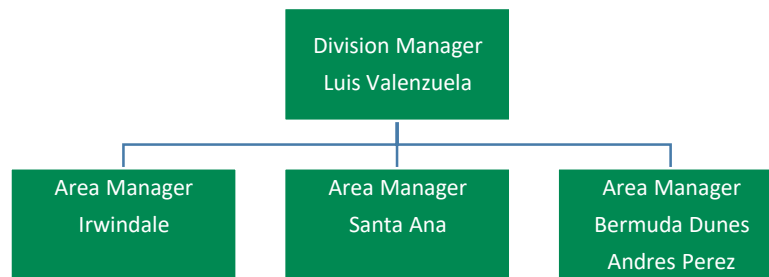 Division Manager
Luis Valenzuela
Area Manager
Irwindale
Area Manager
Santa Ana
Area Manager
Bermuda Dunes
Andres Perez